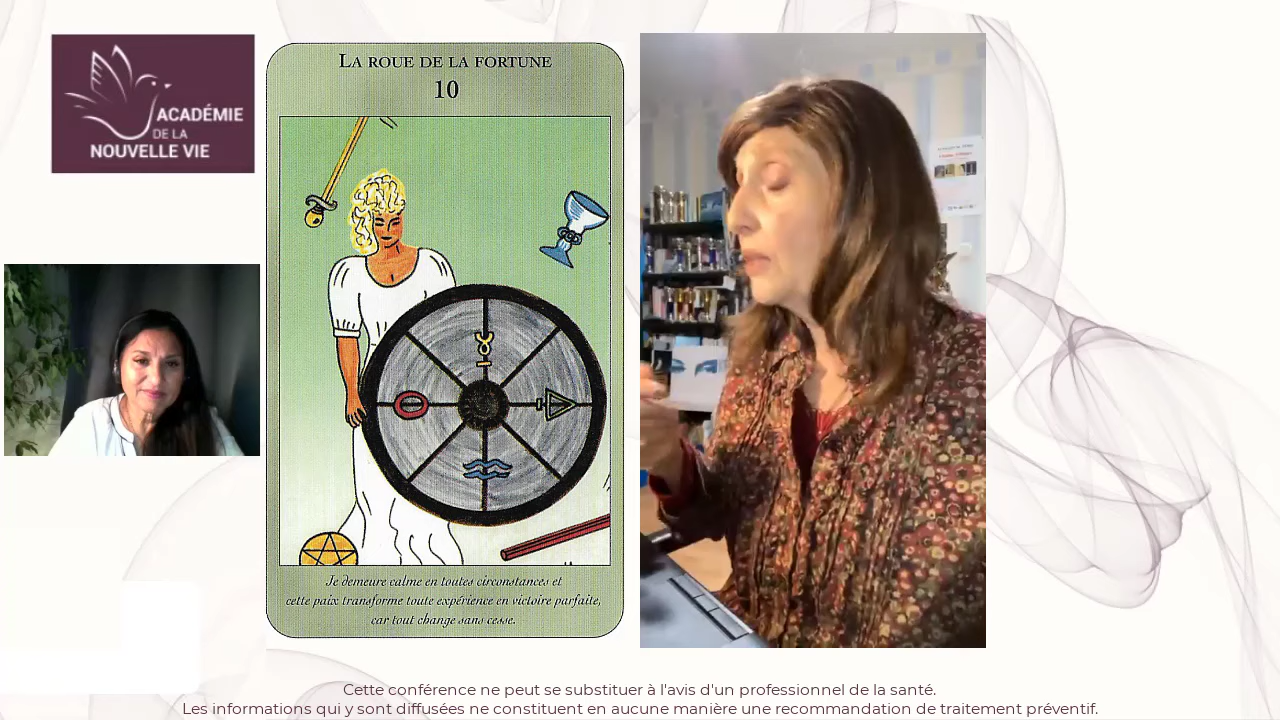 ACADÉMIE
DE LA
NOUVELLE VIE
LA ROUE DE LA FORTUNE
10
Je demeure calme en toutes circonstances et
cette paix transforme toute expérience en victoire parfaite,
car tout change sans cesse.
Cette conférence ne peut se substituer à l'avis d'un professionnel de la santé.
Les informations qui y sont diffusées ne constituent en aucune manière une recommandation de traitement préventif.